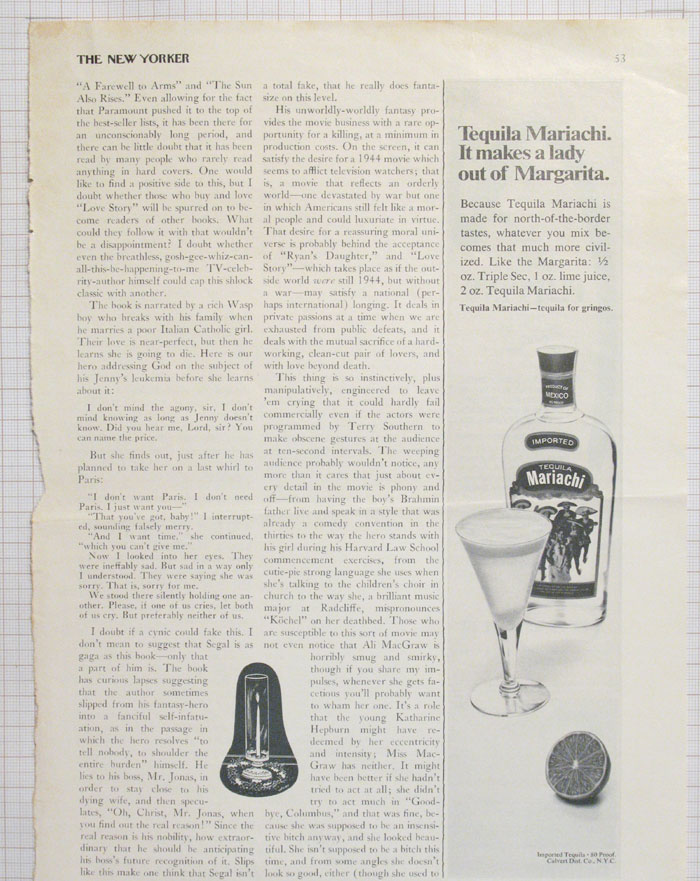 THE NEW YORKER
53
"A Farewell to Arms" and "The Sun
Also Rises." Even allowing for the fact
that Paramount pushed it to the top of
the best-seller lists, it has been there for
an unconscionably long period, and
there can be little doubt that it has been
read by many people who rarely read
anything in hard covers. One would
like to find a positive side to this, but I
doubt whether those who buy and love
"Love Story" will be spurred on to be-
come readers of other books. What
could they follow it with that wouldn't
be a disappointment? I doubt whether
even the breathless, gosh-gee-whiz-can-
all-this-be-happening-to-me TV-celeb-
rity-author himself could cap this shlock
classic with another.
The book is narrated by a rich Wasp
boy who breaks with his family when
he marries a poor Italian Catholic girl.
Their love is near-perfect, but then he
learns she is going to die. Here is our
hero addressing God on the subject of
his Jenny's leukemia before she learns
about it:
I don't mind the agony, sir, I don't
mind knowing as long as Jenny doesn't
know. Did you hear me, Lord, sir? You
can name the price.
But she finds out, just after he has
planned to take her on a last whirl to
Paris:
"I don't want Paris. I don't need
Paris. I just want you—"
"That you've got, baby!" I interrupt-
ed, sounding falsely merry.
"And I want time," she continued,
"which you can't give me."
Now I looked into her eyes. They
were ineffably sad. But sad in a way only
I understood. They were saying she was
sorry. That is, sorry for me.
We stood there silently holding one an-
other. Please, if one of us cries, let both
of us cry. But preferably neither of us.
I doubt if a cynic could fake this. I
don't mean to suggest that Segal is as
gaga as this book—only that
a part of him is. The book
has curious lapses suggesting
that the author sometimes
slipped from his fantasy-hero
into a fanciful self-infatu-
ation, as in the passage in
which the hero resolves "to
tell nobody, to shoulder the
entire burden" himself. He
lies to his boss, Mr. Jonas, in
order to stay close to his
dying wife, and then specu-
lates, "Oh, Christ, Mr. Jonas, when
you find out the real reason!" Since the
real reason is his nobility, how extraor-
dinary that he should be anticipating
his boss's future recognition of it. Slips
like this make one think that Segal isn't
a total fake, that he really does fanta-
size on this level.
His unworldly-worldly fantasy pro-
vides the movie business with a rare op-
portunity for a killing, at a minimum in
production costs. On the screen, it can
satisfy the desire for a 1944 movie which
seems to afflict television watchers; that
is, a movie that reflects an orderly
world—one devastated by war but one
in which Americans still felt like a mor-
al people and could luxuriate in virtue.
That desire for a reassuring moral uni-
verse is probably behind the acceptance
of "Ryan's Daughter," and "Love
Story"—which takes place as if the out-
side world were still 1944, but without
a war—may satisfy a national (per-
haps international) longing. It deals in
private passions at a time when we are
exhausted from public defeats, and it
deals with the mutual sacrifice of a hard-
working, clean-cut pair of lovers, and
with love beyond death.
This thing is so instinctively, plus
manipulatively, engineered to leave
'em crying that it could hardly fail
commercially even if the actors were
programmed by Terry Southern to
make obscene gestures at the audience
at ten-second intervals. The weeping
audience probably wouldn't notice, any
more than it cares that just about ev-
ery detail in the movie is phony and
off—from having the boy's Brahmin
father live and speak in a style that was
already a comedy convention in the
thirties to the way the hero stands with
his girl during his Harvard Law School
commencement exercises, from the
cutie-pie strong language she uses when
she's talking to the children's choir in
church to the way she, a brilliant music
major at Radcliffe, mispronounces
"Köchel" on her deathbed. Those who
are susceptible to this sort of movie may
not even notice that Ali MacGraw is
horribly smug and smirky,
though if you share my im-
pulses, whenever she gets fa-
cetious you'll probably want
to wham her one. It's a role
that the young Katharine
Hepburn might have re-
deemed by her eccentricity
and intensity; Miss Mac-
Graw has neither. It might
have been better if she hadn't
tried to act at all; she didn't
try to act much in "Good-
bye, Columbus," and that was fine, be-
cause she was supposed to be an insensi-
tive bitch anyway, and she looked beau-
tiful. She isn't supposed to be a bitch this
time, and from some angles she doesn't
look so good, either (though she used to
Tequila Mariachi.
It makes a lady
out of Margarita.
Because Tequila Mariachi is
made for north-of-the-border
tastes, whatever you mix be-
comes that much more civil-
ized. Like the Margarita: ½
oz. Triple Sec, 1 oz. lime juice,
2 oz. Tequila Mariachi.
Tequila Mariachi—tequila for gringos.
PRODUCT OF
MEXICO
IMPORTED
TEQUILA
Mariachi
Imported Tequila • 80 Proof.
Calvert Dist. Co., N.Y.C.